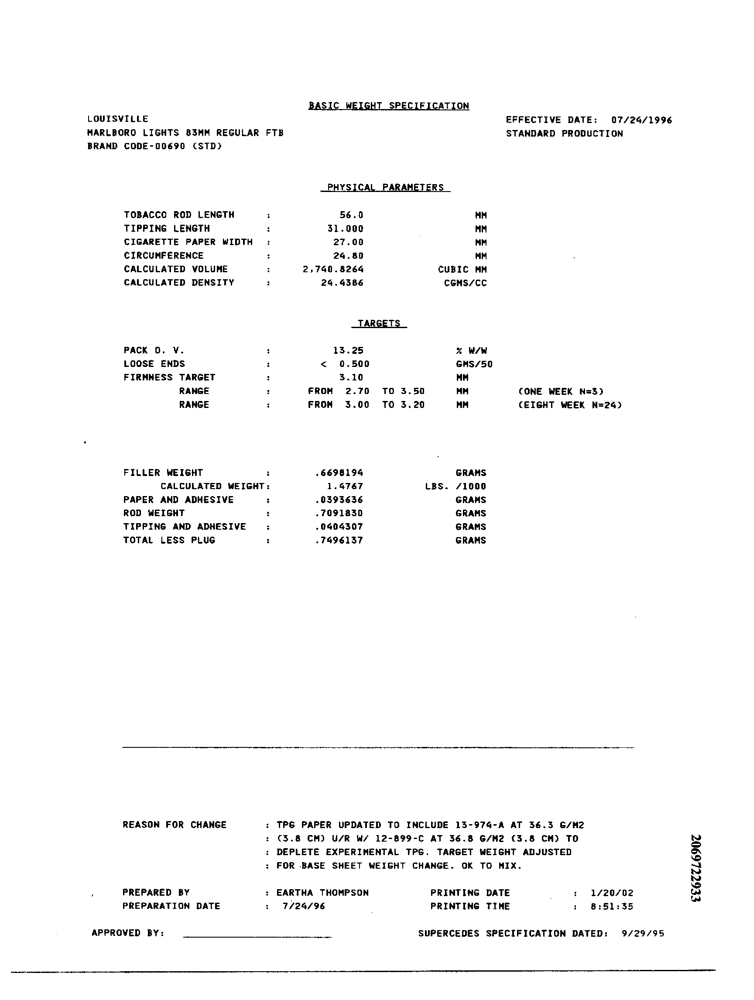 BASIC WEIGHT SPECIFICATION
LOUISVILLE
EFFECTIVE DATE: 07/24/1996
MARLBORO LIGHTS 83MM REGULAR FTB
STANDARD PRODUCTION
BRAND CODE-00690 (STD)
PHYSICAL PARAMETERS
TOBACCO ROD LENGTH : 56.0 MM
TIPPING LENGTH : 31.000 MM
CIGARETTE PAPER WIDTH : 27.00 MM
CIRCUMFERENCE : 24.80 MM
CALCULATED VOLUME : 2,740.8264 CUBIC MM
CALCULATED DENSITY : 24.4386 CGMS/CC
TARGETS
PACK O. V. : 13.25 % W/W
LOOSE ENDS : < 0.500 GMS/50
FIRMNESS TARGET : 3.10 MM
RANGE : FROM 2.70 TO 3.50 MM (ONE WEEK N=3)
RANGE : FROM 3.00 TO 3.20 MM (EIGHT WEEK N=24)
FILLER WEIGHT : .6698194 GRAMS
CALCULATED WEIGHT: 1.4767 LBS. /1000
PAPER AND ADHESIVE : .0393636 GRAMS
ROD WEIGHT : .7091830 GRAMS
TIPPING AND ADHESIVE : .0404307 GRAMS
TOTAL LESS PLUG : .7496137 GRAMS
REASON FOR CHANGE : TPG PAPER UPDATED TO INCLUDE 13-974-A AT 36.3 G/M2
: (3.8 CM) U/R W/ 12-899-C AT 36.8 G/M2 (3.8 CM) TO
: DEPLETE EXPERIMENTAL TPG. TARGET WEIGHT ADJUSTED
: FOR BASE SHEET WEIGHT CHANGE. OK TO MIX.
PREPARED BY : EARTHA THOMPSON PRINTING DATE : 1/20/02
PREPARATION DATE : 7/24/96 PRINTING TIME : 8:51:35
APPROVED BY: SUPERCEDES SPECIFICATION DATED: 9/29/95
2069722933